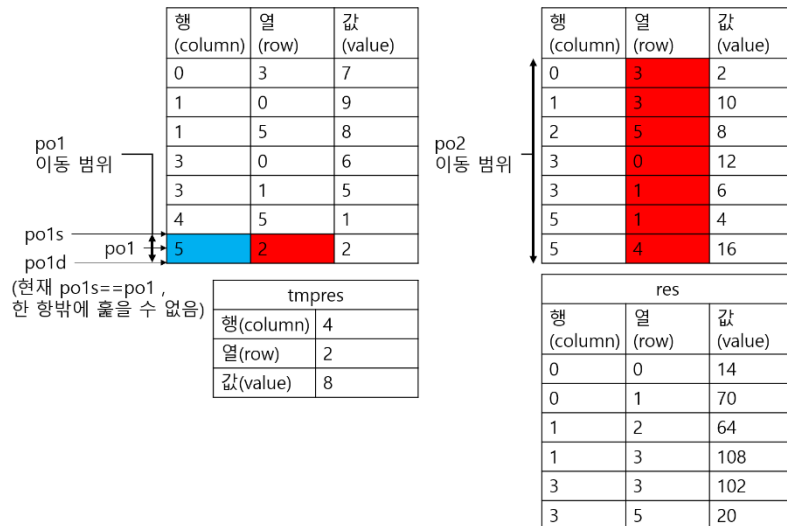 행 (column) 열 (row) 값 (value)
0 3 7
1 0 9
1 5 8
3 0 6
3 1 5
4 5 1
5 2 2
po1
이동 범위
po1s
po1
po1d
(현재 po1s==po1 ,
한 항밖에 훑을 수 없음)
tmpres
행(column) 4
열(row) 2
값(value) 8
행 (column) 열 (row) 값 (value)
0 3 2
1 3 10
2 5 8
3 0 12
3 1 6
5 1 4
5 4 16
po2
이동 범위
res
행 (column) 열 (row) 값 (value)
0 0 14
0 1 70
1 2 64
1 3 108
3 3 102
3 5 20